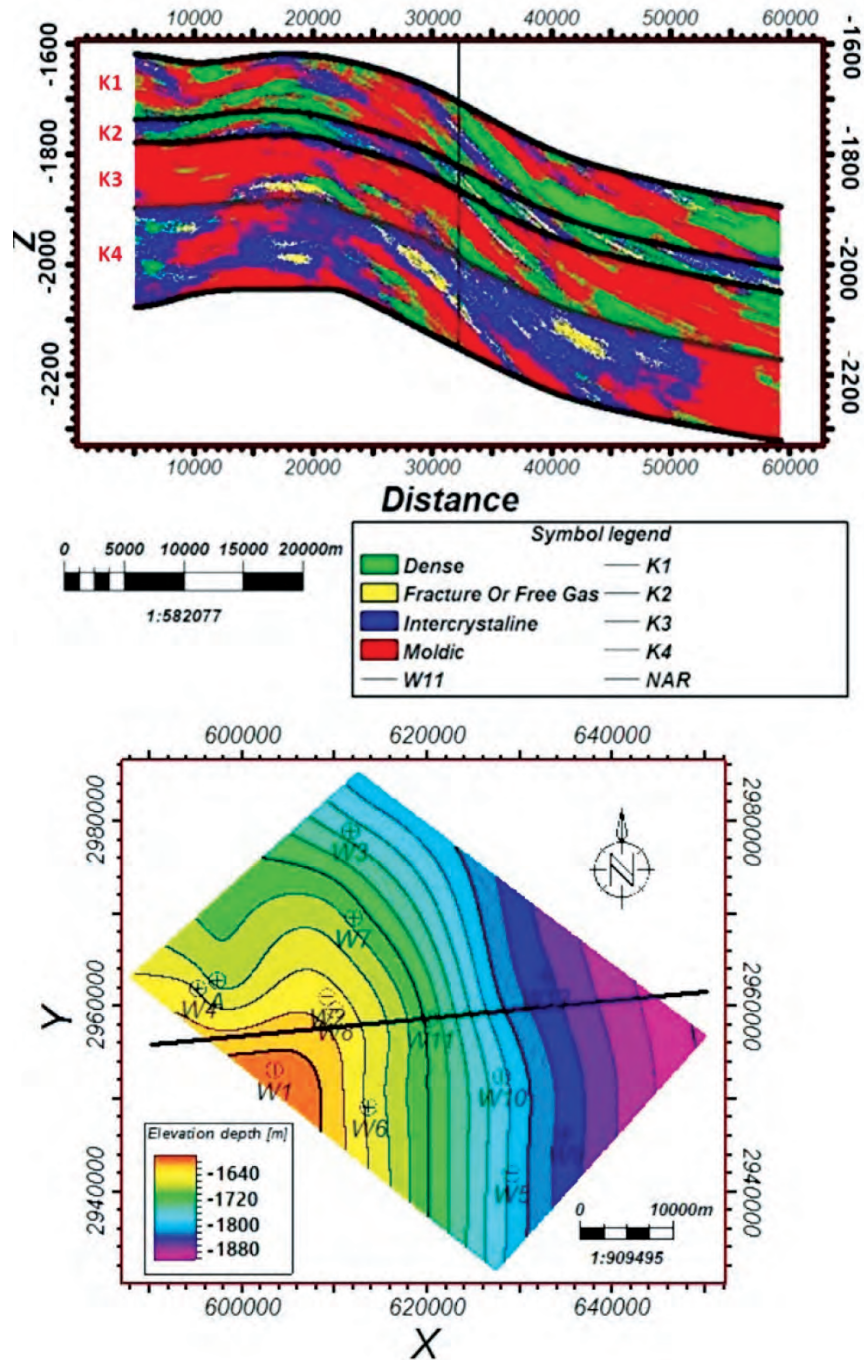 10000 20000 30000 40000 50000 60000
-1600 -1800 -2000 -2200
Z
K1
K2
K3
K4
-1600 -1800 -2000 -2200
10000 20000 30000 40000 50000 60000
Distance
0 5000 10000 15000 20000m
1:582077
Symbol legend
Dense K1
Fracture Or Free Gas K2
Intercrystaline K3
Moldic K4
W11 NAR
600000 620000 640000
2980000 2960000 2940000
Y
W3
W7
A
W4
W8
W11
W1
W10
W6
W5
N
2980000 2960000 2940000
Elevation depth [m]
-1640
-1720
-1800
-1880
0 10000m
1:909495
600000 620000 640000
X